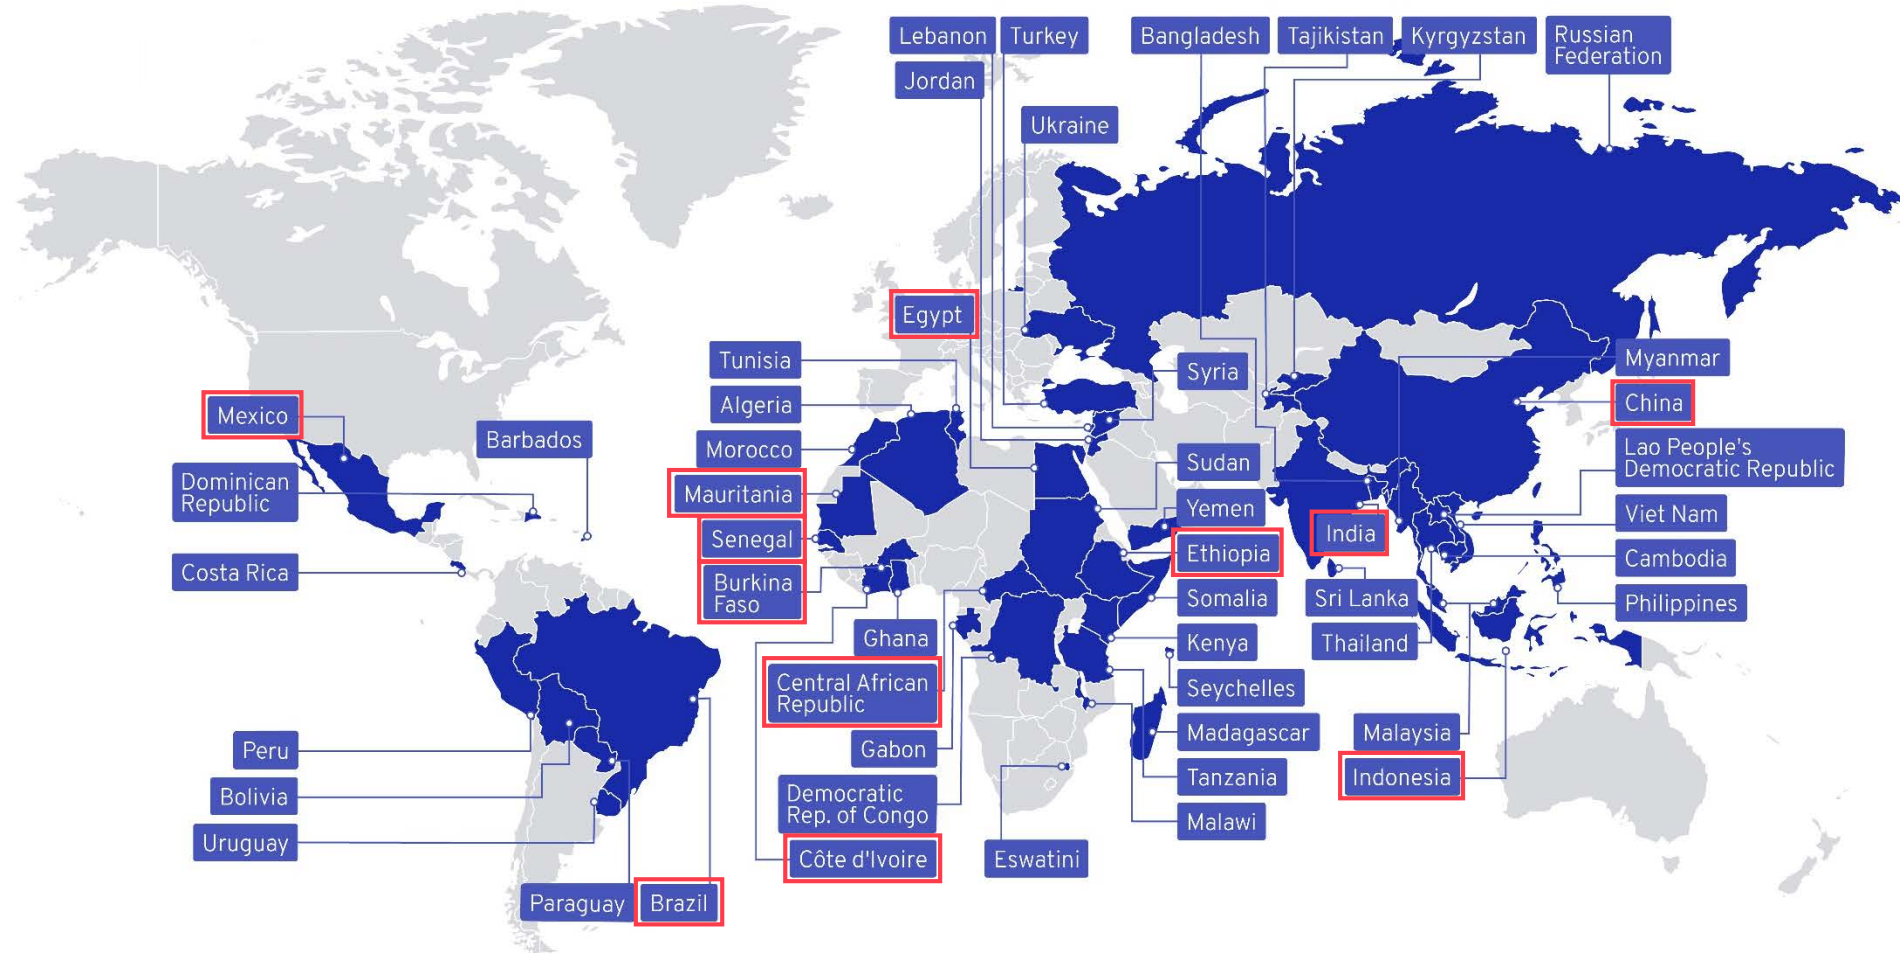 Lebanon
Turkey
Bangladesh
Tajikistan
Kyrgyzstan
Russian
Federation
Jordan
Ukraine
Egypt
Tunisia
Algeria
Morocco
Mauritania
Senegal
Burkina
Faso
Ghana
Central African
Republic
Gabon
Democratic
Rep. of Congo
Côte d'Ivoire
Eswatini
Mexico
Barbados
Dominican
Republic
Costa Rica
Peru
Bolivia
Uruguay
Paraguay
Brazil
Syria
Sudan
Yemen
Ethiopia
Somalia
Kenya
Seychelles
Madagascar
Tanzania
Malawi
India
Sri Lanka
Thailand
Malaysia
Indonesia
Myanmar
China
Lao People's
Democratic Republic
Viet Nam
Cambodia
Philippines